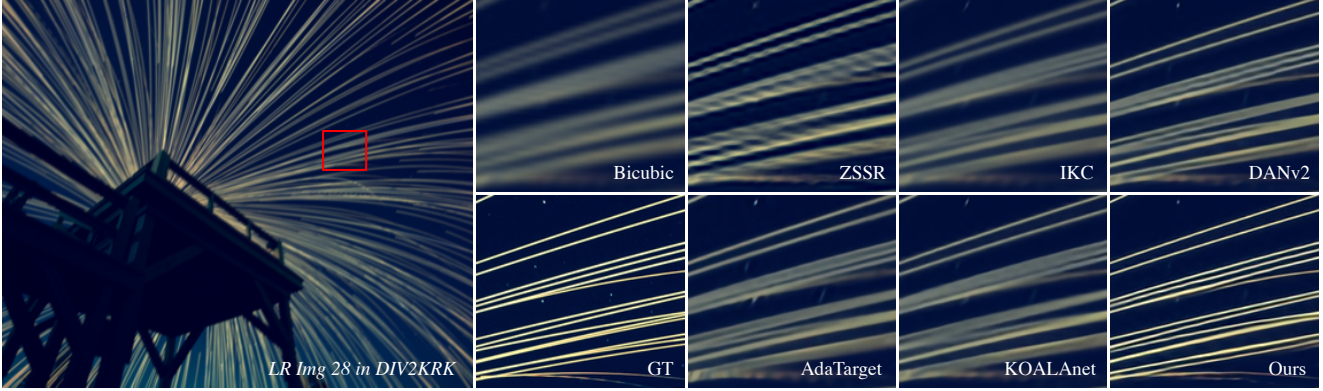 Bicubic
ZSSR
IKC
DANv2
LR Img 28 in DIV2KRK
GT
AdaTarget
KOALAnet
Ours